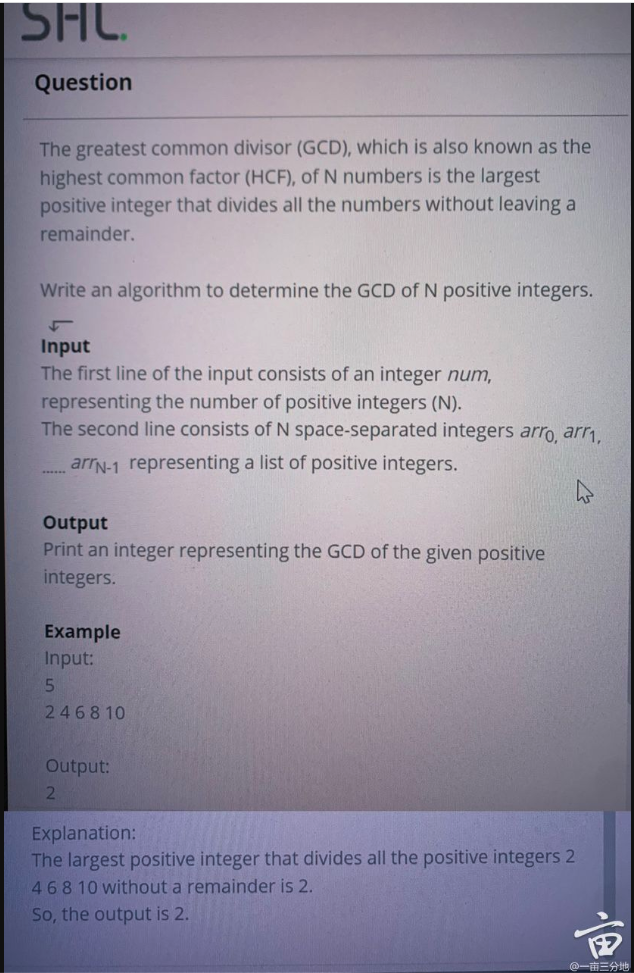 SHL.
Question
The greatest common divisor (GCD), which is also known as the
highest common factor (HCF), of N numbers is the largest
positive integer that divides all the numbers without leaving a
remainder.
Write an algorithm to determine the GCD of N positive integers.
Input
The first line of the input consists of an integer num,
representing the number of positive integers (N).
The second line consists of N space-separated integers arr0, arr1,
...... arrN-1 representing a list of positive integers.
Output
Print an integer representing the GCD of the given positive
integers.
Example
Input:
5
2 4 6 8 10
Output:
2
Explanation:
The largest positive integer that divides all the positive integers 2
4 6 8 10 without a remainder is 2.
So, the output is 2.
亩
@一亩三分地